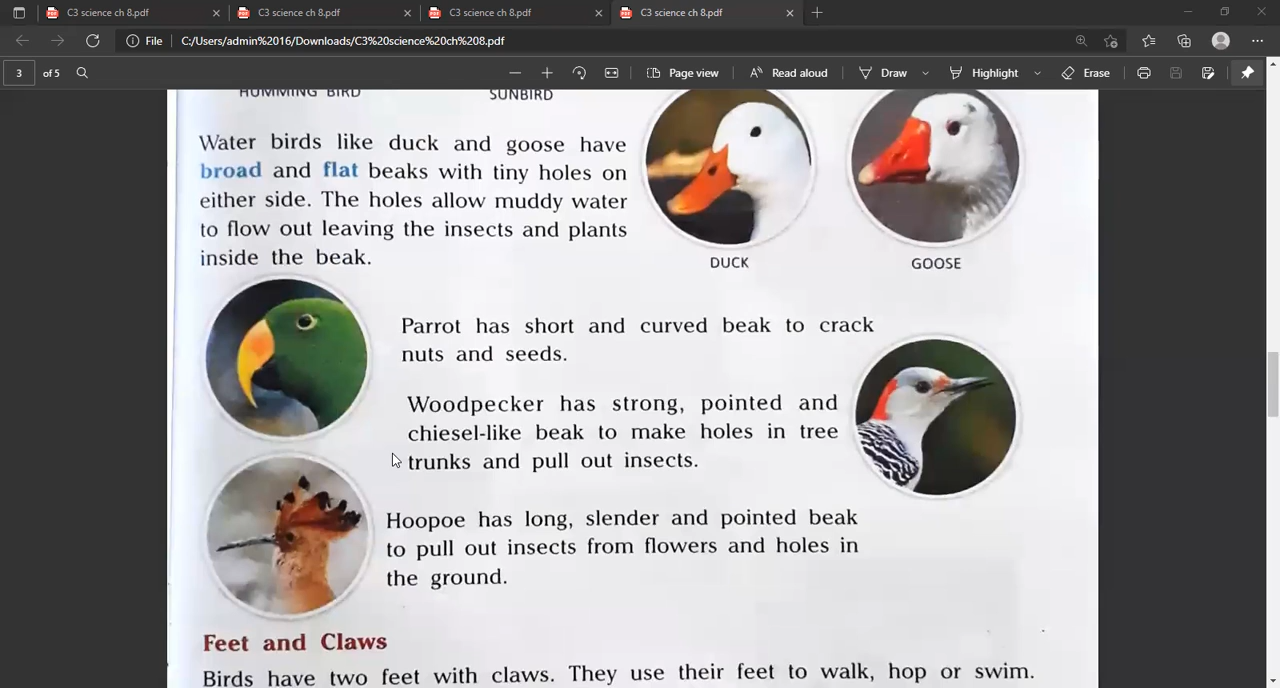 C3 science ch 8.pdf
C3 science ch 8.pdf
C3 science ch 8.pdf
C3 science ch 8.pdf
File
C:/Users/admin%2016/Downloads/C3%20science%20ch%208.pdf
3
of 5
Page view
Read aloud
Draw
Highlight
Erase
HUMMING BIRD
SUNBIRD
Water birds like duck and goose have
broad and flat beaks with tiny holes on
either side. The holes allow muddy water
to flow out leaving the insects and plants
inside the beak.
DUCK
GOOSE
Parrot has short and curved beak to crack
nuts and seeds.
Woodpecker has strong, pointed and
chiesel-like beak to make holes in tree
trunks and pull out insects.
Hoopoe has long, slender and pointed beak
to pull out insects from flowers and holes in
the ground.
Feet and Claws
Birds have two feet with claws. They use their feet to walk, hop or swim.